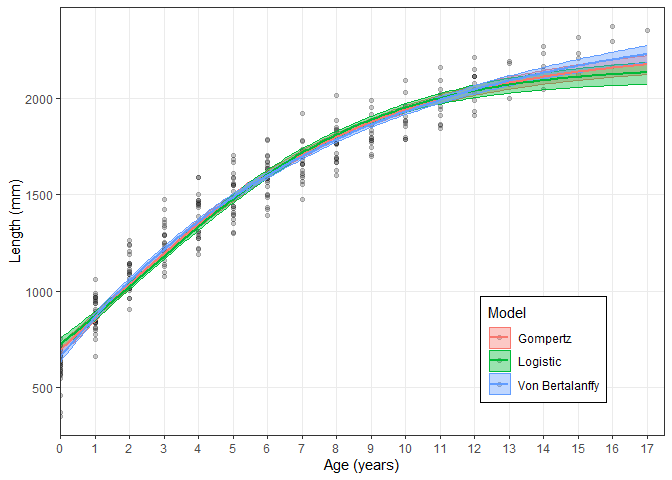 2000
1500
1000
500
Length (mm)
Model
Gompertz
Logistic
Von Bertalanffy
0 1 2 3 4 5 6 7 8 9 10 11 12 13 14 15 16 17
Age (years)